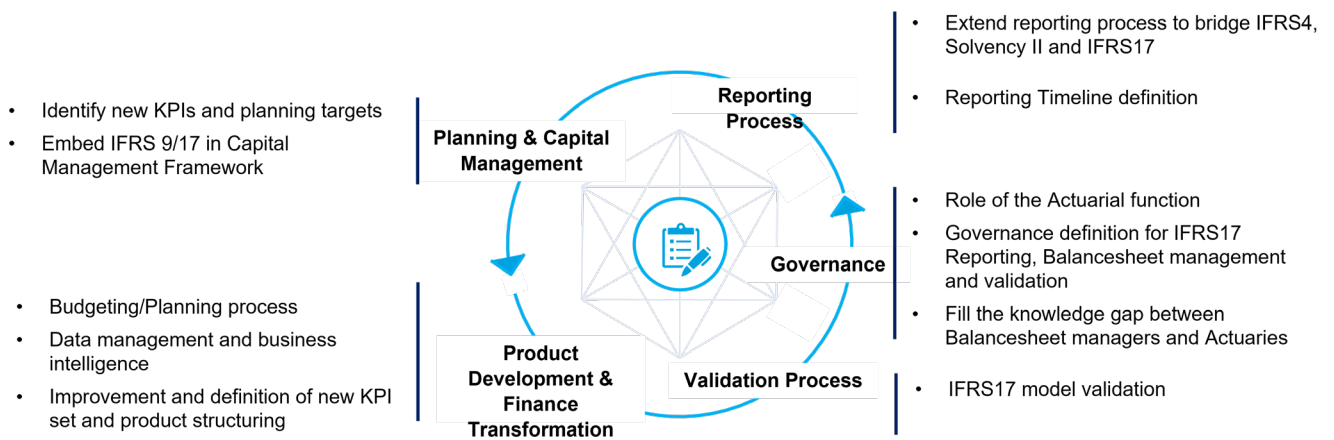 • Identify new KPIs and planning targets
• Embed IFRS 9/17 in Capital
Management Framework
Planning & Capital
Management
Reporting
Process
• Extend reporting process to bridge IFRS4,
Solvency II and IFRS17
• Reporting Timeline definition
Governance
• Role of the Actuarial function
• Governance definition for IFRS17
Reporting, Balancesheet management
and validation
• Fill the knowledge gap between
Balancesheet managers and Actuaries
• Budgeting/Planning process
• Data management and business
intelligence
• Improvement and definition of new KPI
set and product structuring
Product
Development &
Finance
Transformation
Validation Process
• IFRS17 model validation